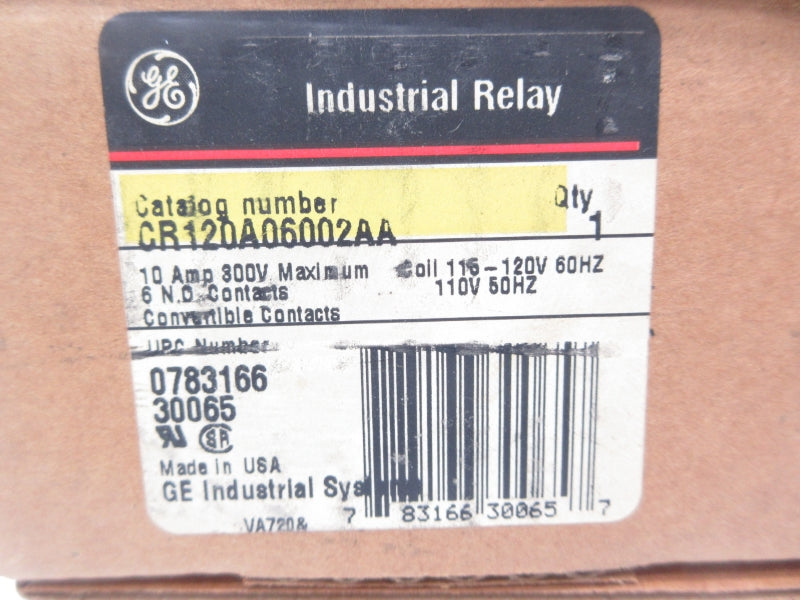 GE
Industrial Relay
Catalog number Qty
CR120A06002AA 1
10 Amp 300V Maximum Coil 115-120V 60HZ
6 N.O. Contacts 110V 50HZ
Convertible Contacts
UPC Number
0783166
30065
Made in USA
GE Industrial Systems
VA720&
7 83166 30065 7